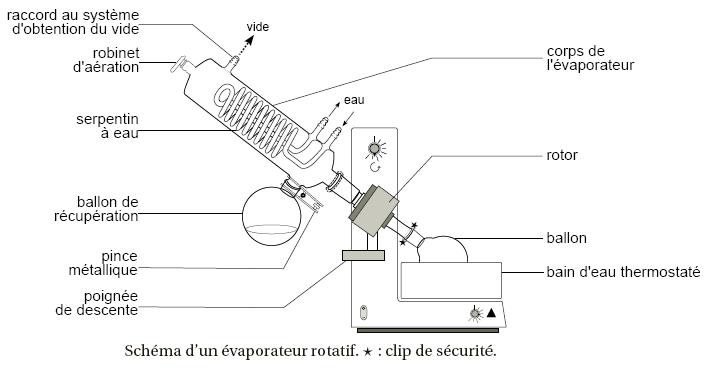 raccord au système
d'obtention du vide
vide
robinet
d'aération
corps de
l'évaporateur
eau
serpentin
à eau
rotor
ballon de
récupération
ballon
pince
métallique
bain d'eau thermostaté
poignée
de descente
Schéma d'un évaporateur rotatif. ★ : clip de sécurité.